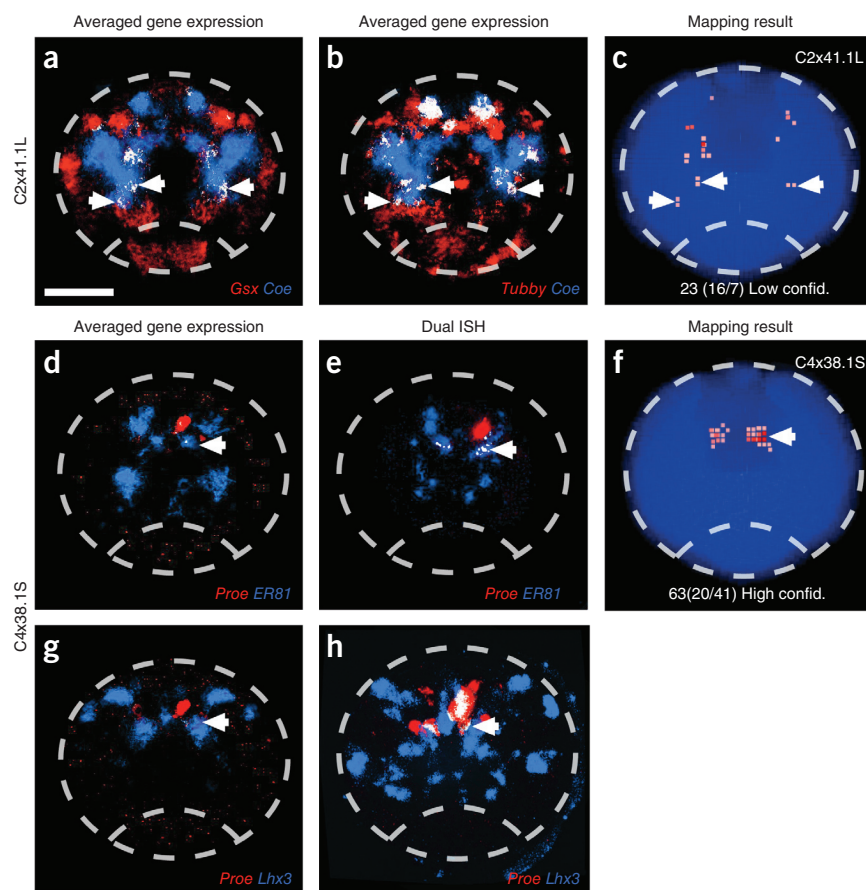 Averaged gene expression
Averaged gene expression
Mapping result
a
b
c
C2x41.1L
C2x41.1L
Gsx Coe
Tubby Coe
23 (16/7) Low confid.
Averaged gene expression
Dual ISH
Mapping result
d
e
f
C4x38.1S
Proe ER81
Proe ER81
63(20/41) High confid.
C4x38.1S
g
h
Proe Lhx3
Proe Lhx3